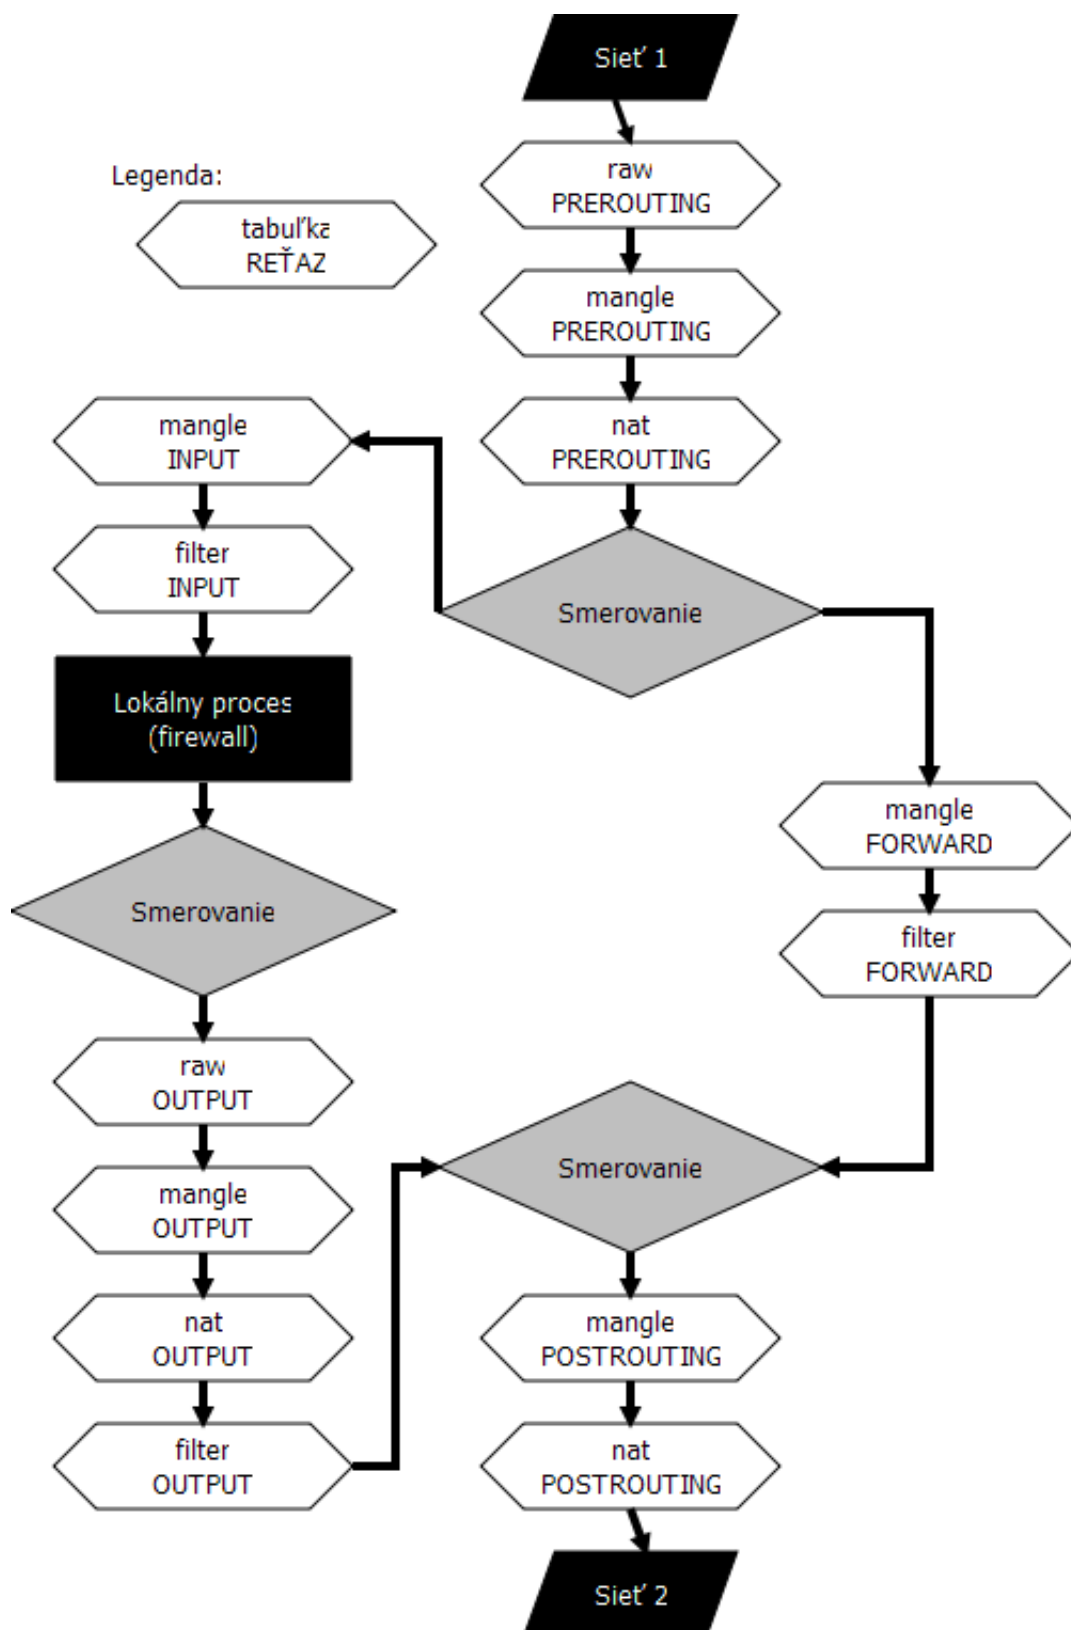 Sieť 1
Legenda:
tabuľka
REŤAZ
raw
PREROUTING
mangle
PREROUTING
nat
PREROUTING
Smerovanie
mangle
INPUT
filter
INPUT
Lokálny proces
(firewall)
Smerovanie
raw
OUTPUT
mangle
OUTPUT
nat
OUTPUT
filter
OUTPUT
mangle
FORWARD
filter
FORWARD
Smerovanie
mangle
POSTROUTING
nat
POSTROUTING
Sieť 2